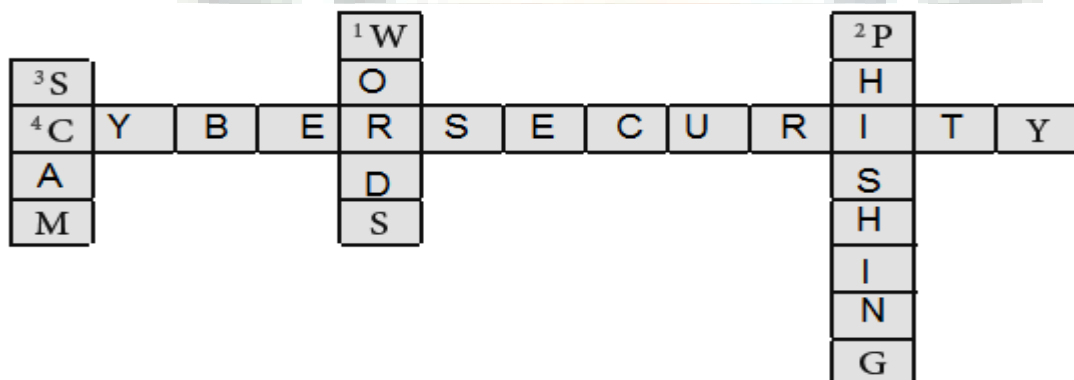 ¹W ²P
³S O H
⁴C Y B E R S E C U R I T Y
A D S
M S H
I
N
G